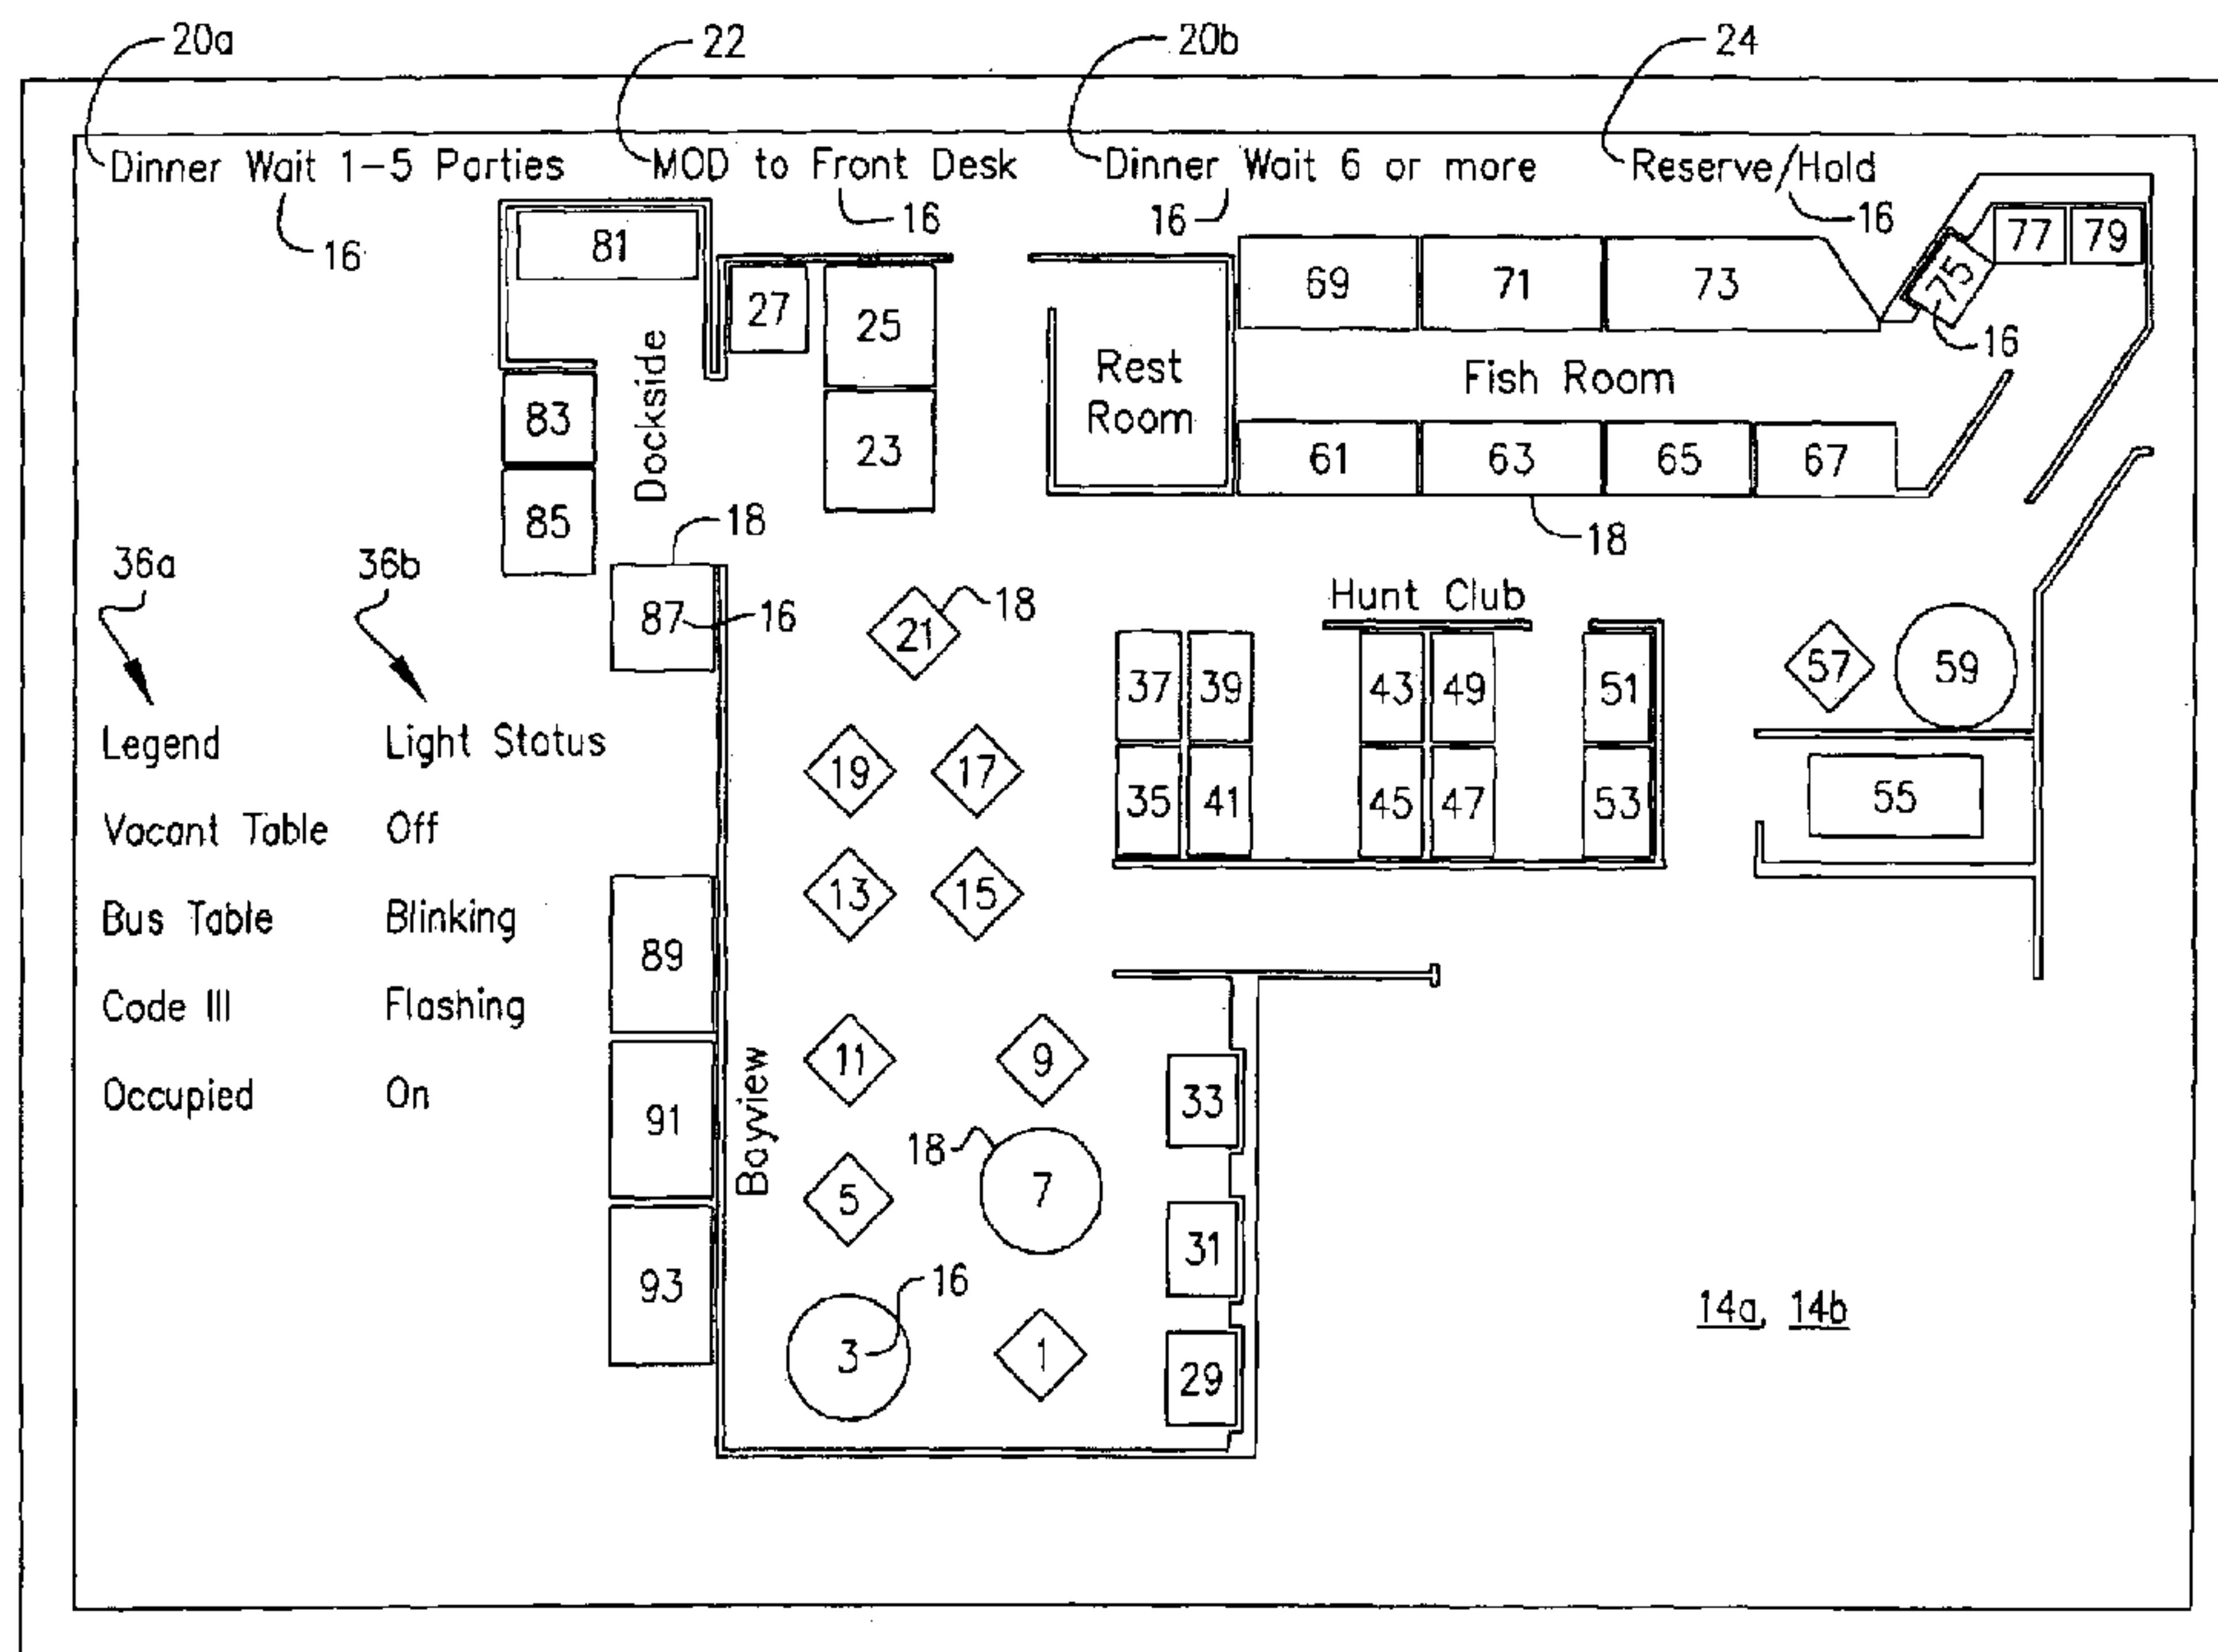 20a 22 20b 24
Dinner Wait 1-5 Parties MOD to Front Desk Dinner Wait 6 or more Reserve/Hold
16 16 16 16
81 77 79
27 25 69 71 73 75
16
Dockside
Rest
Room
Fish Room
83 23 61 63 65 67
85 18 18
36a 36b
87 16 21 18 Hunt Club
37 39 43 49 51 57 59
Legend Light Status
19 17 35 41 45 47 53 55
Vacant Table Off
13 15
Bus Table Blinking
89
Code III Flashing
11 9 33
Occupied On
91 Bayview
18 7
5
31
93 16
3 1 29
14a, 14b